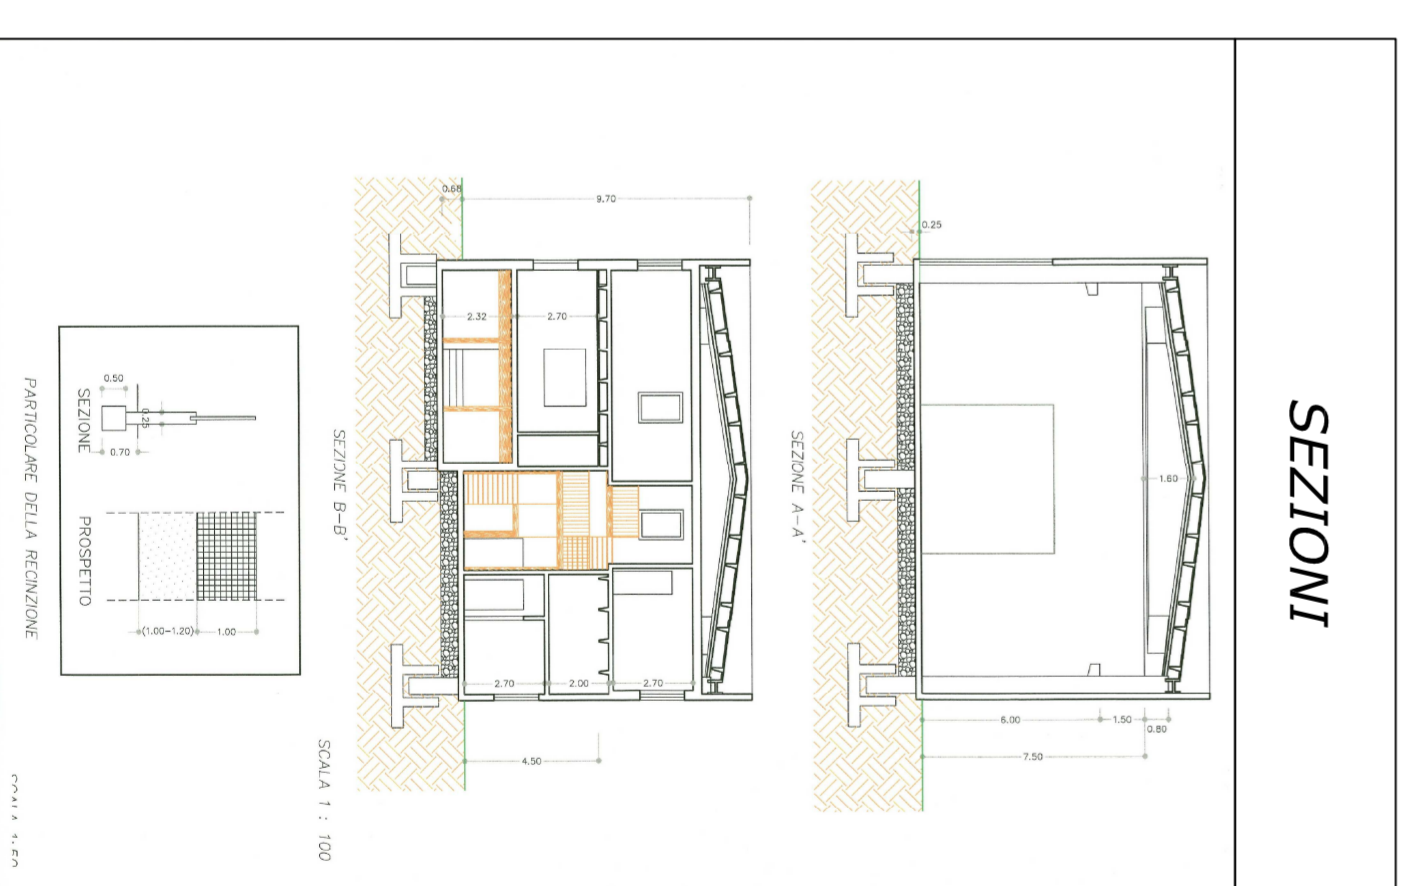 SEZIONI
0.25
1.60
6.00
1.50
0.80
7.50
SEZIONE A-A'
0.68
9.70
2.32
2.70
2.70
2.00
2.70
4.50
SEZIONE B-B'
SCALA 1 : 100
0.50
0.25
0.70
SEZIONE
PROSPETTO
(1.00-1.20)
1.00
PARTICOLARE DELLA RECINZIONE